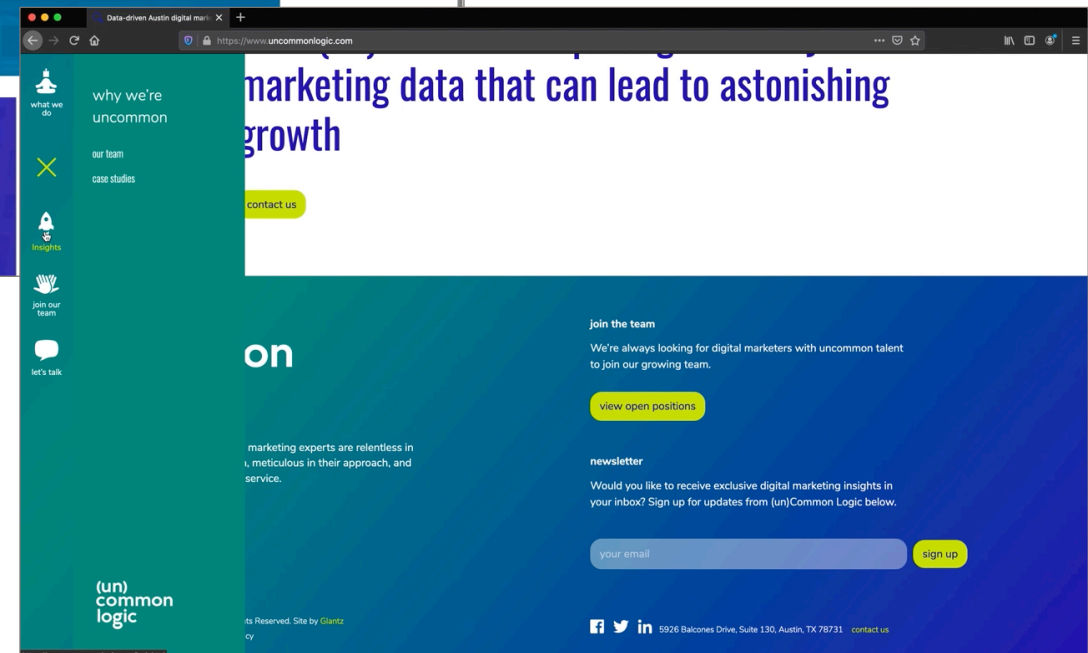 Data-driven Austin digital mark
https://www.uncommonlogic.com
what we
do
Insights
join our
team
let's talk
why we're
uncommon
our team
case studies
(un)
common
logic
marketing data that can lead to astonishing
growth
contact us
on
marketing experts are relentless in
, meticulous in their approach, and
service.
ts Reserved. Site by Glantz
cy
join the team
We're always looking for digital marketers with uncommon talent
to join our growing team.
view open positions
newsletter
Would you like to receive exclusive digital marketing insights in
your inbox? Sign up for updates from (un)Common Logic below.
your email
sign up
5926 Balcones Drive, Suite 130, Austin, TX 78731 contact us